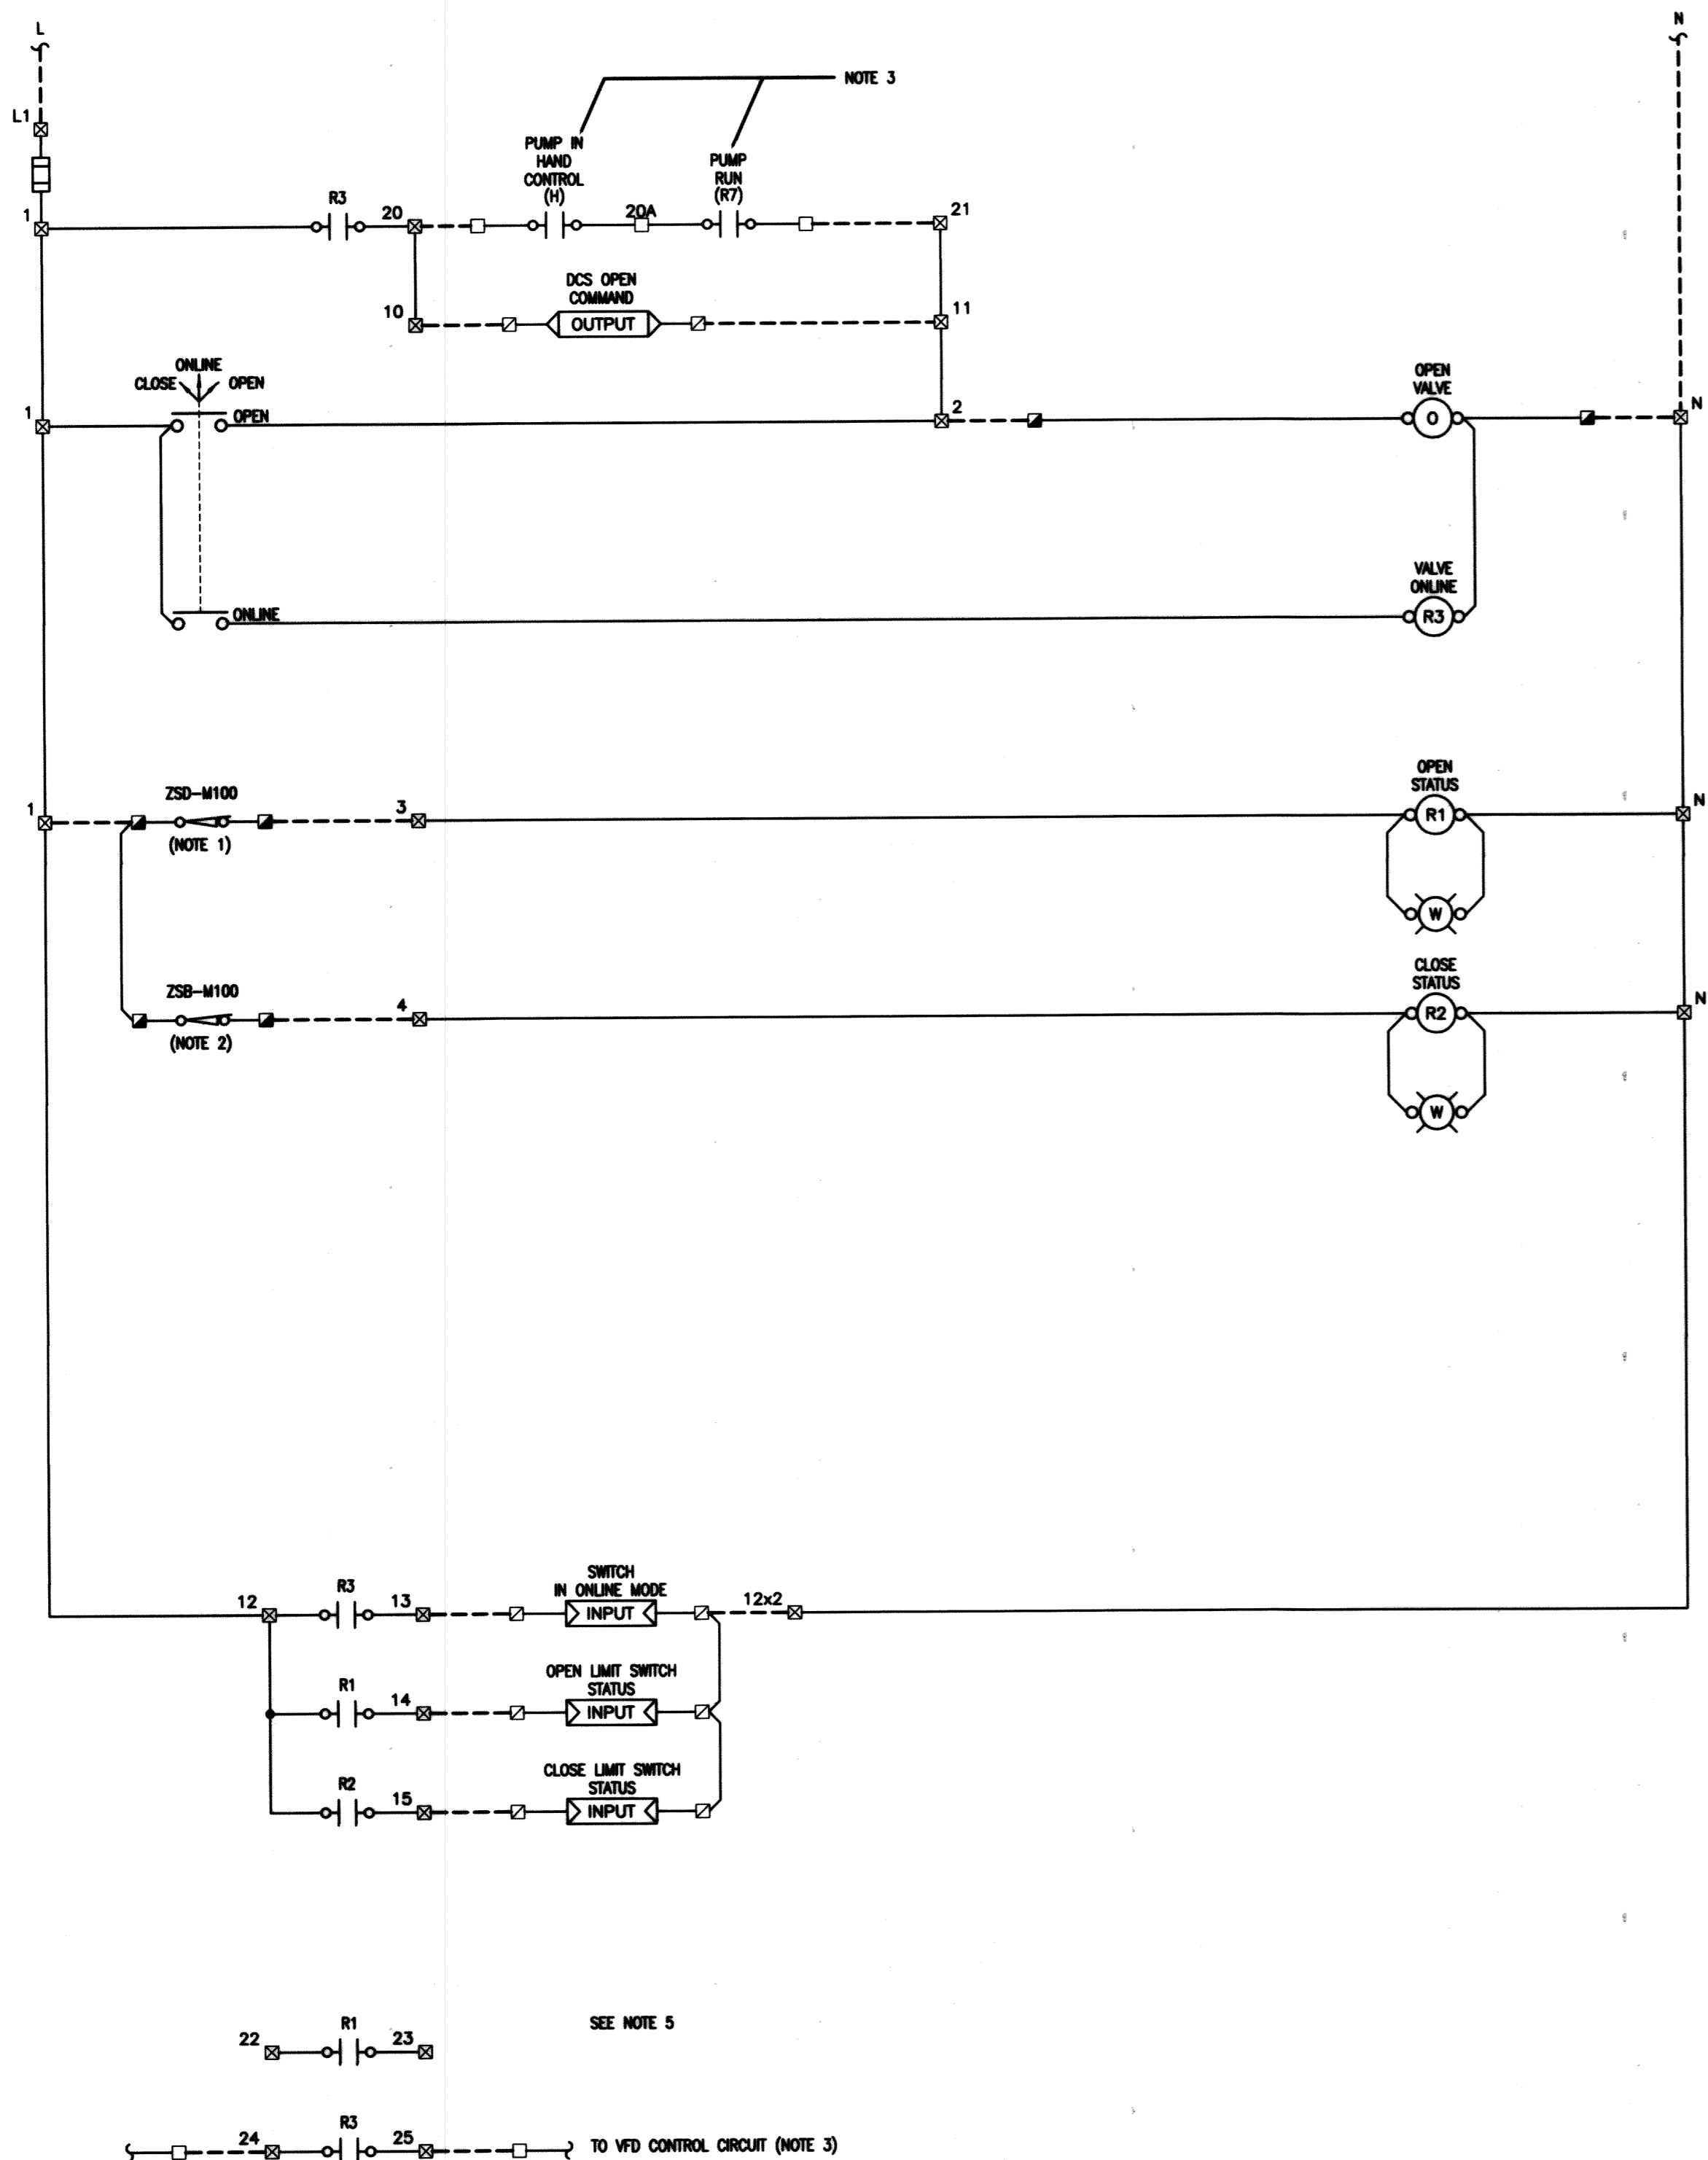 L
N
L1
NOTE 3
PUMP IN
HAND
CONTROL
(H)
PUMP
RUN
(R7)
1
R3
20
20A
21
DCS OPEN
COMMAND
10
OUTPUT
11
ONLINE
CLOSE
OPEN
OPEN
VALVE
1
OPEN
2
O
N
VALVE
ONLINE
ONLINE
R3
OPEN
STATUS
ZSD-M100
1
3
R1
N
(NOTE 1)
W
CLOSE
STATUS
ZSB-M100
4
R2
N
(NOTE 2)
W
SWITCH
IN ONLINE MODE
12
R3
13
INPUT
12x2
OPEN LIMIT SWITCH
STATUS
R1
14
INPUT
CLOSE LIMIT SWITCH
STATUS
R2
15
INPUT
R1
SEE NOTE 5
22
23
R3
24
25
TO VFD CONTROL CIRCUIT (NOTE 3)